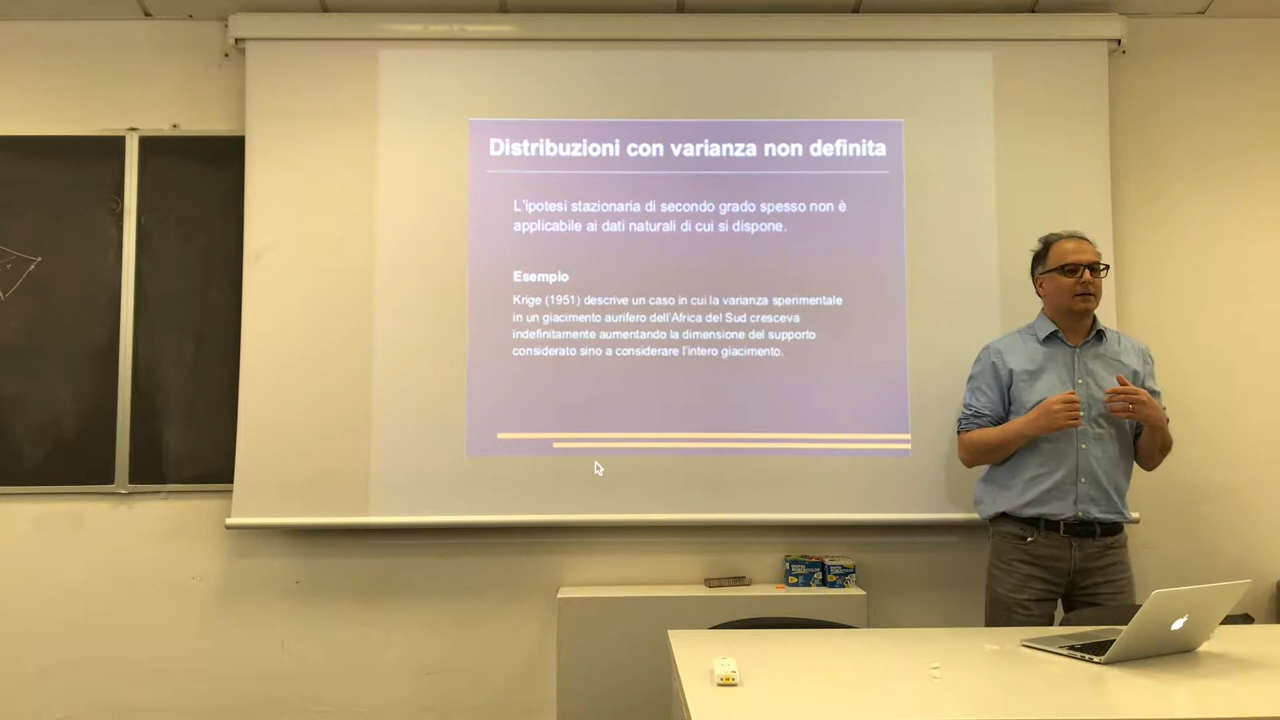 Distribuzioni con varianza non definita
L'ipotesi stazionaria di secondo grado spesso non è
applicabile ai dati naturali di cui si dispone.
Esempio
Krige (1951) descrive un caso in cui la varianza sperimentale
in un giacimento aurifero dell'Africa del Sud cresceva
indefinitamente aumentando la dimensione del supporto
considerato sino a considerare l'intero giacimento.